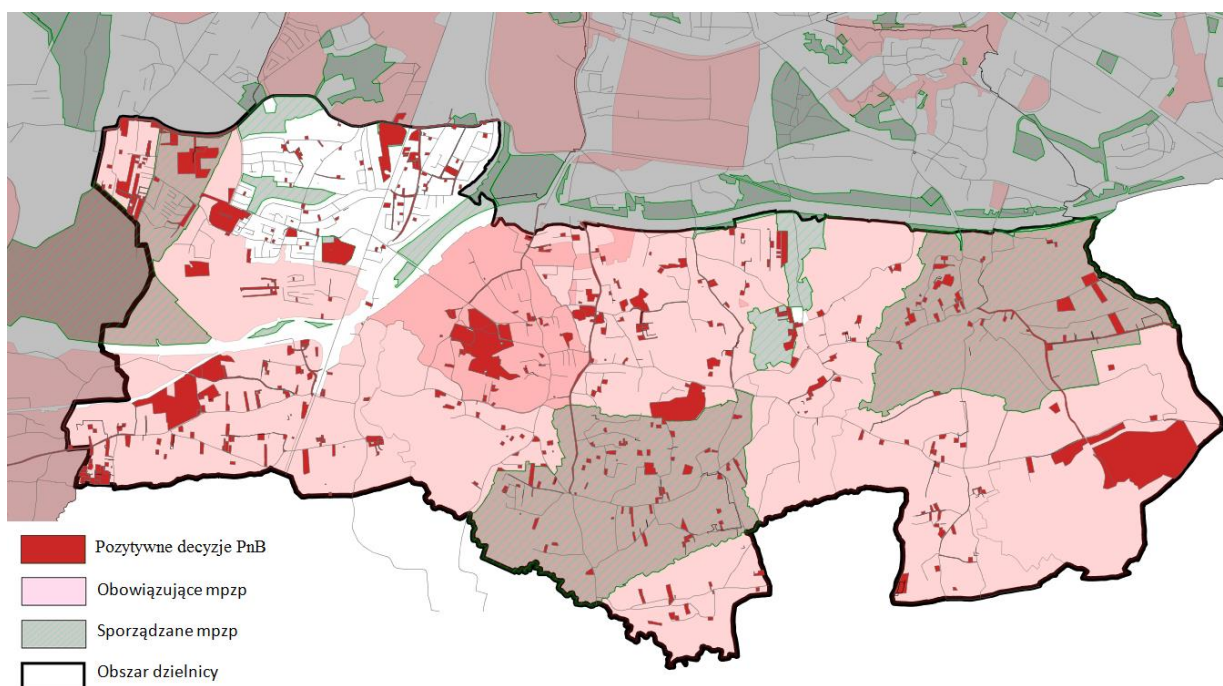 Pozytywne decyzje PnB
Obowiązujące mpzp
Sporządzane mpzp
Obszar dzielnicy